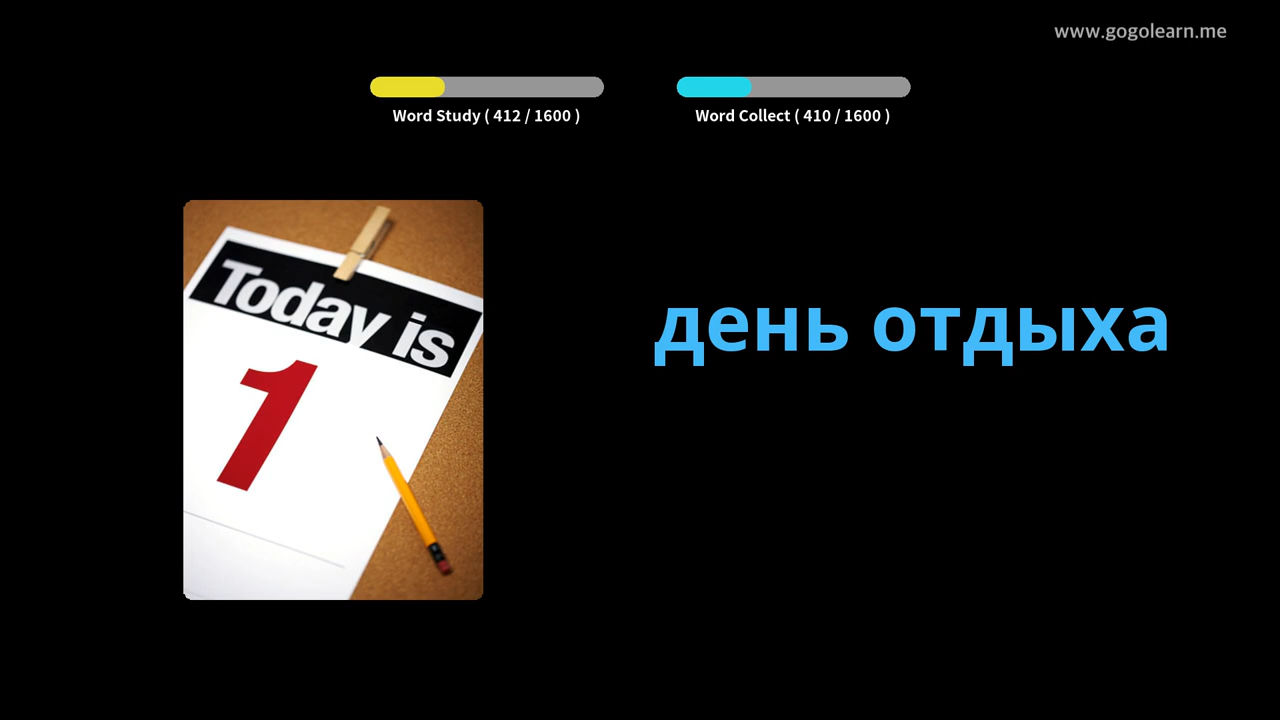 www.gogolearn.me
Word Study ( 412 / 1600 )
Word Collect ( 410 / 1600 )
Today is
1
день отдыха